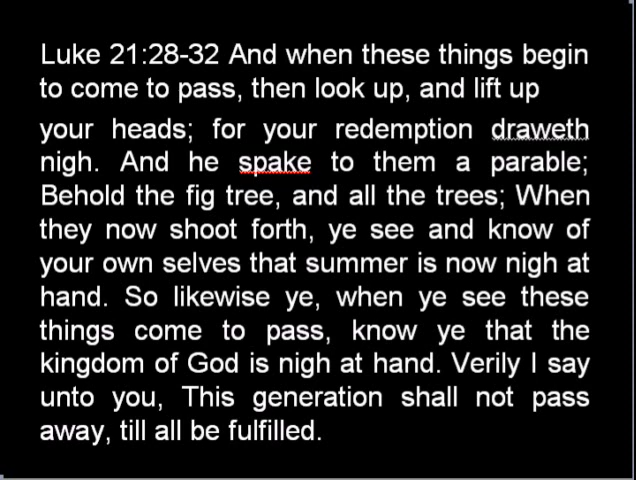 Luke 21:28-32 And when these things begin
to come to pass, then look up, and lift up
your heads; for your redemption draweth
nigh. And he spake to them a parable;
Behold the fig tree, and all the trees; When
they now shoot forth, ye see and know of
your own selves that summer is now nigh at
hand. So likewise ye, when ye see these
things come to pass, know ye that the
kingdom of God is nigh at hand. Verily I say
unto you, This generation shall not pass
away, till all be fulfilled.